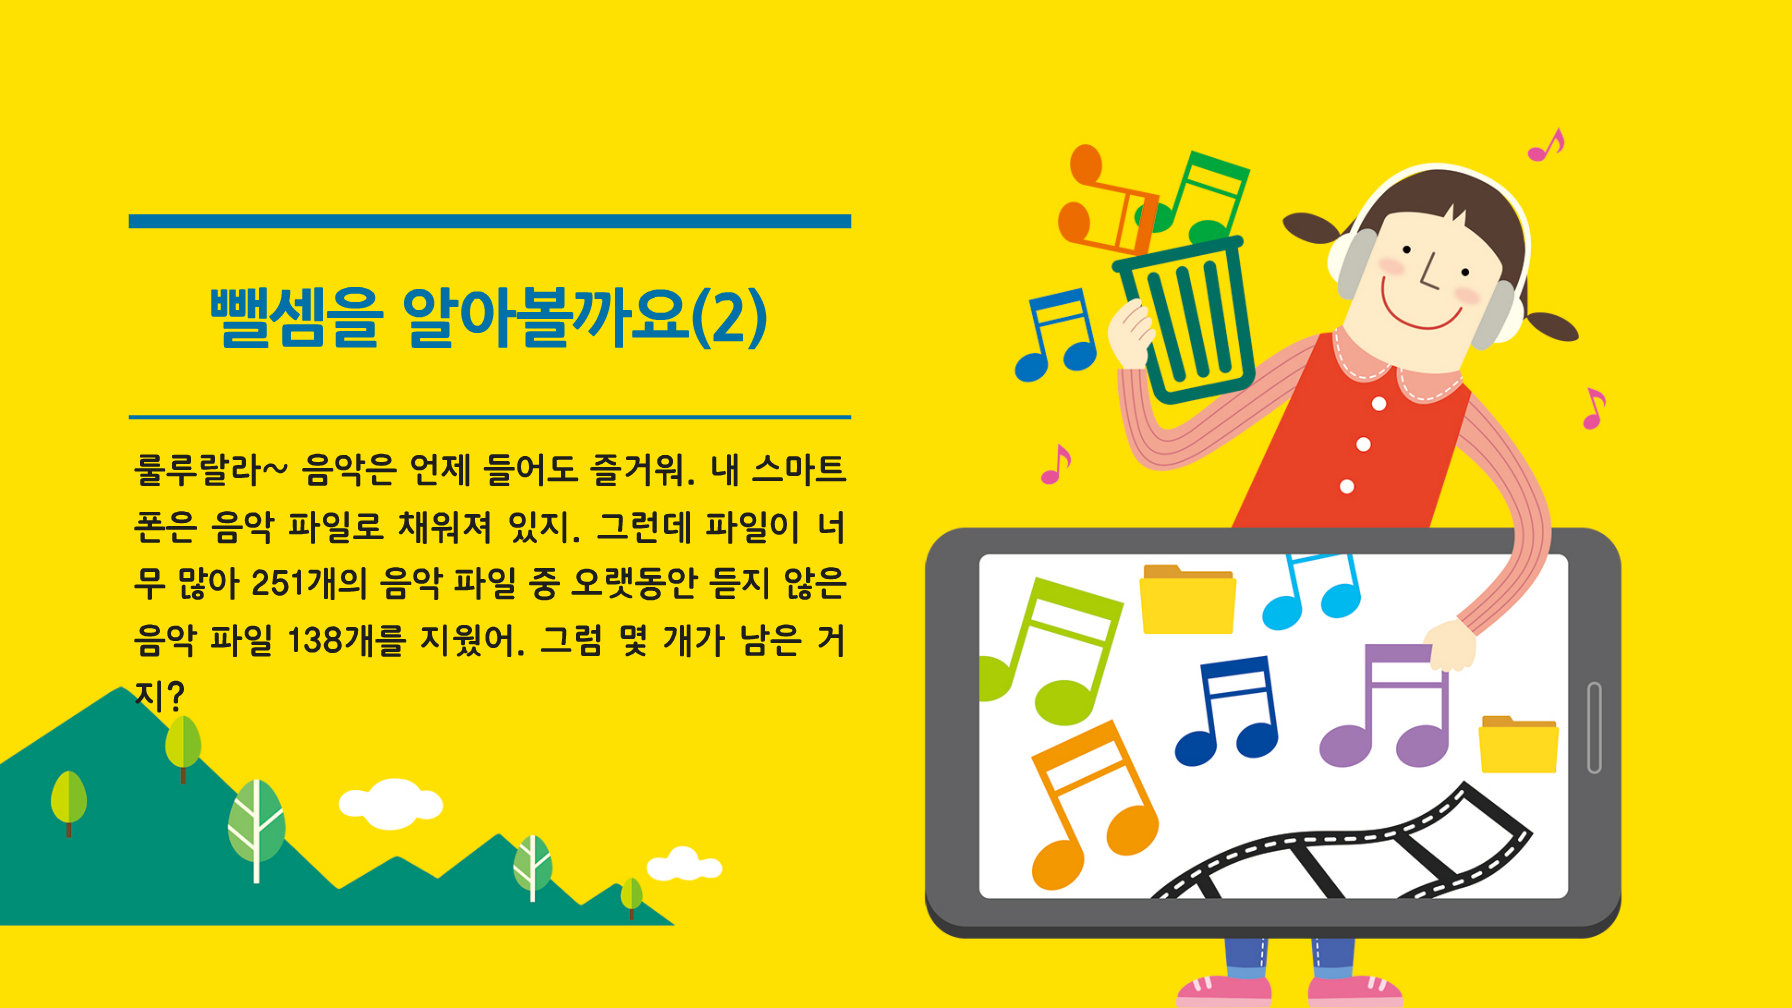 뺄셈을 알아볼까요(2)
룰루랄라~ 음악은 언제 들어도 즐거워. 내 스마트
폰은 음악 파일로 채워져 있지. 그런데 파일이 너
무 많아 251개의 음악 파일 중 오랫동안 듣지 않은
음악 파일 138개를 지웠어. 그럼 몇 개가 남은 거
지?